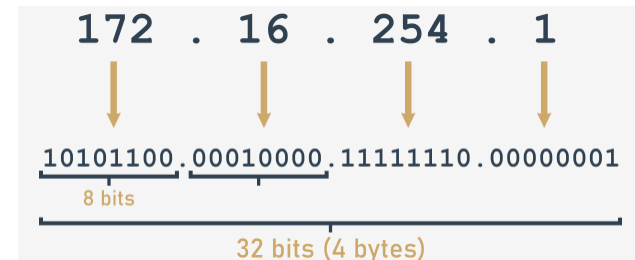 172 . 16 . 254 . 1
10101100.00010000.11111110.00000001
8 bits
32 bits (4 bytes)